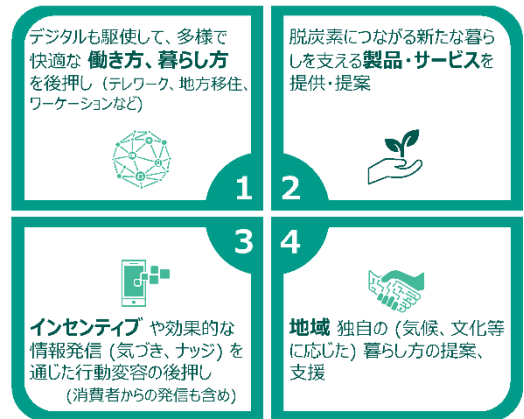 デジタルも駆使して、多様で
快適な 働き方、暮らし方
を後押し (テレワーク、地方移住、
ワーケーションなど)
1
脱炭素につながる新たな暮ら
しを支える製品・サービスを
提供・提案
2
3
インセンティブ や効果的な
情報発信 (気づき、ナッジ) を
通じた行動変容の後押し
(消費者からの発信も含め)
4
地域 独自の (気候、文化等
に応じた) 暮らし方の提案、
支援